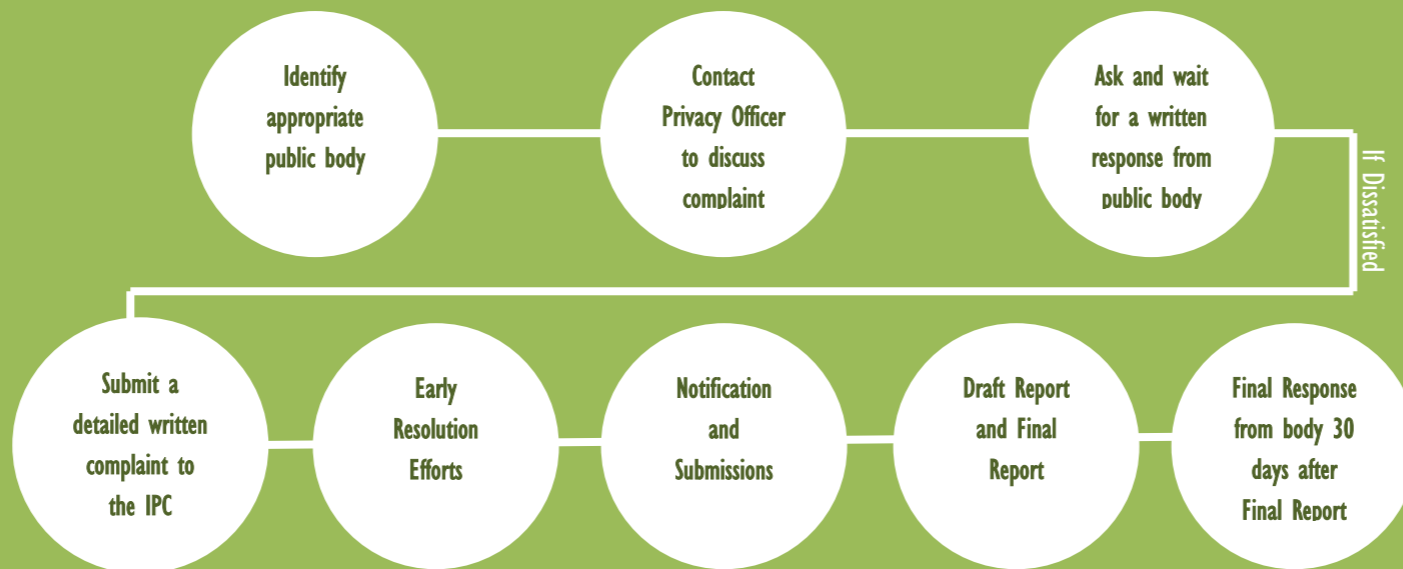 Identify
appropriate
public body
Contact
Privacy Officer
to discuss
complaint
Ask and wait
for a written
response from
public body
If Dissatisfied
Submit a
detailed written
complaint to
the IPC
Early
Resolution
Efforts
Notification
and
Submissions
Draft Report
and Final
Report
Final Response
from body 30
days after
Final Report